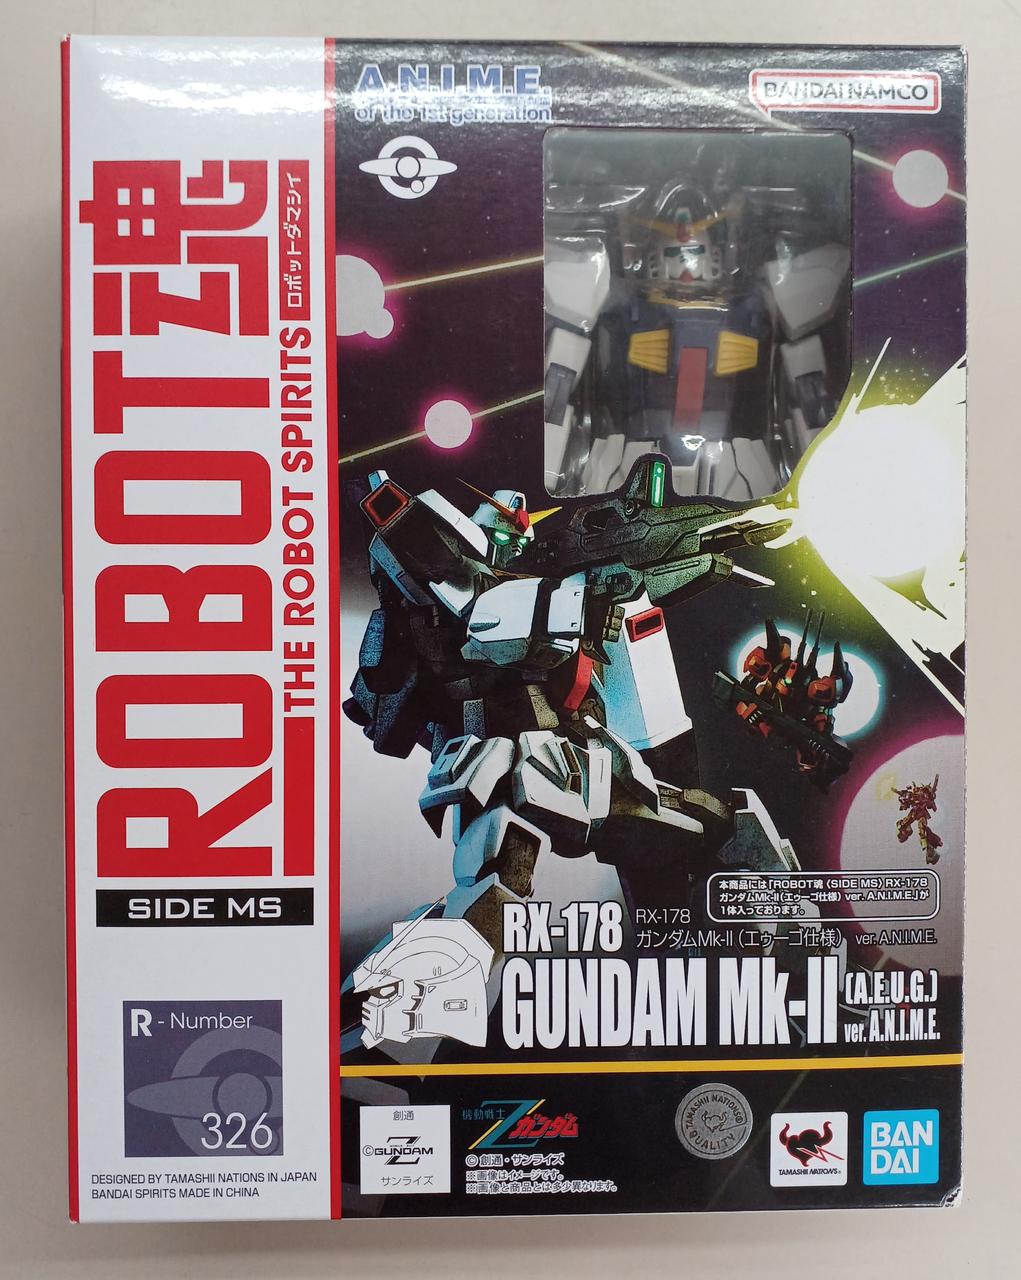 A.N.I.M.E.
of the 1st generation
BANDAI NAMCO
ROBOT魂
ロボットダマシイ
THE ROBOT SPIRITS
SIDE MS
R - Number
326
DESIGNED BY TAMASHII NATIONS IN JAPAN
BANDAI SPIRITS MADE IN CHINA
本商品には「ROBOT魂〈SIDE MS〉RX-178
ガンダムMk-II(エゥーゴ仕様) ver. A.N.I.M.E.」が
1体入っております。
RX-178
RX-178
ガンダムMk-II(エゥーゴ仕様) ver. A.N.I.M.E.
GUNDAM Mk-II
(A.E.U.G.)
ver. A.N.I.M.E.
創通
©GUNDAM
Z
サンライズ
機動戦士
Zガンダム
© 創通・サンライズ
※画像はイメージです。
※画像と商品とは多少異なります。
TAMASHII NATIONS®
QUALITY
TAMASHII NATIONS®
BAN
DAI